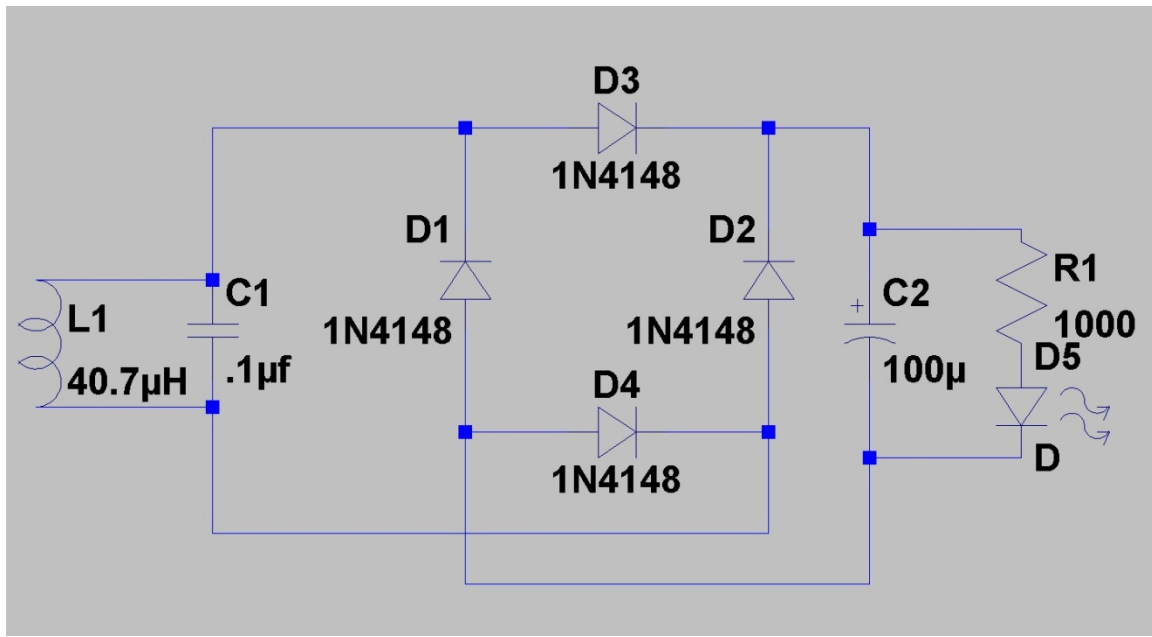 D3
1N4148
D1
1N4148
D2
1N4148
C1
.1µf
L1
40.7µH
D4
1N4148
C2
+
100µ
R1
1000
D5
D